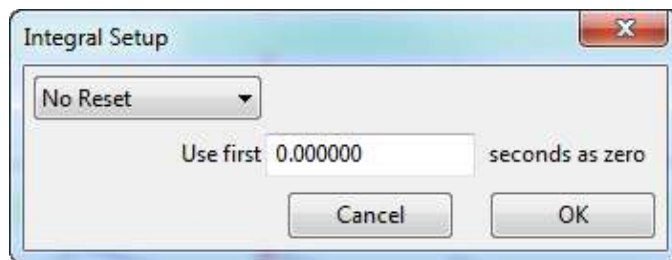 Integral Setup
No Reset
Use first 0.000000 seconds as zero
Cancel OK